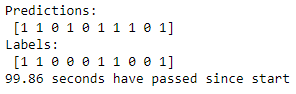 Predictions:
[1 1 0 1 0 1 1 1 0 1]
Labels:
[1 1 0 0 0 1 1 0 0 1]
99.86 seconds have passed since start